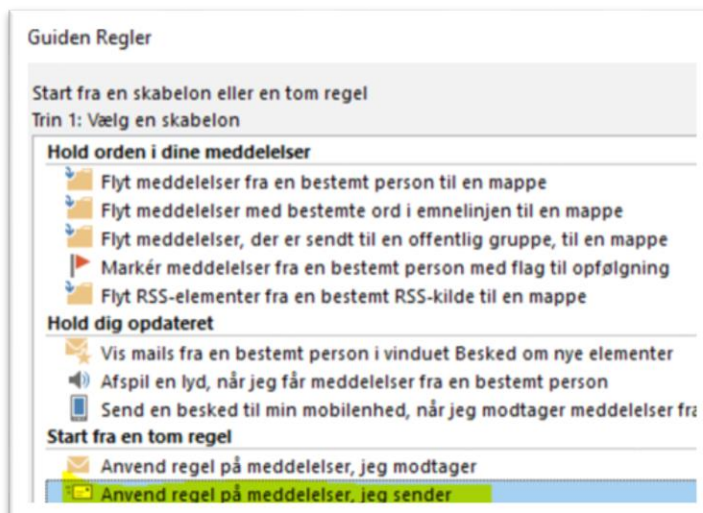 Guiden Regler
Start fra en skabelon eller en tom regel
Trin 1: Vælg en skabelon
Hold orden i dine meddelelser
Flyt meddelelser fra en bestemt person til en mappe
Flyt meddelelser med bestemte ord i emnelinjen til en mappe
Flyt meddelelser, der er sendt til en offentlig gruppe, til en mappe
Markér meddelelser fra en bestemt person med flag til opfølgning
Flyt RSS-elementer fra en bestemt RSS-kilde til en mappe
Hold dig opdateret
Vis mails fra en bestemt person i vinduet Besked om nye elementer
Afspil en lyd, når jeg får meddelelser fra en bestemt person
Send en besked til min mobilenhed, når jeg modtager meddelelser fra
Start fra en tom regel
Anvend regel på meddelelser, jeg modtager
Anvend regel på meddelelser, jeg sender